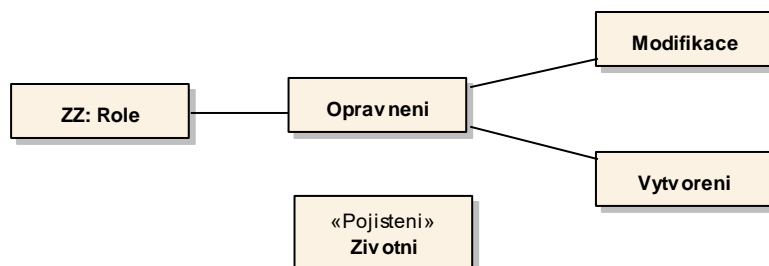 Modifikace
ZZ: Role
Opravneni
Vytvoreni
«Pojisteni»
Zivotni